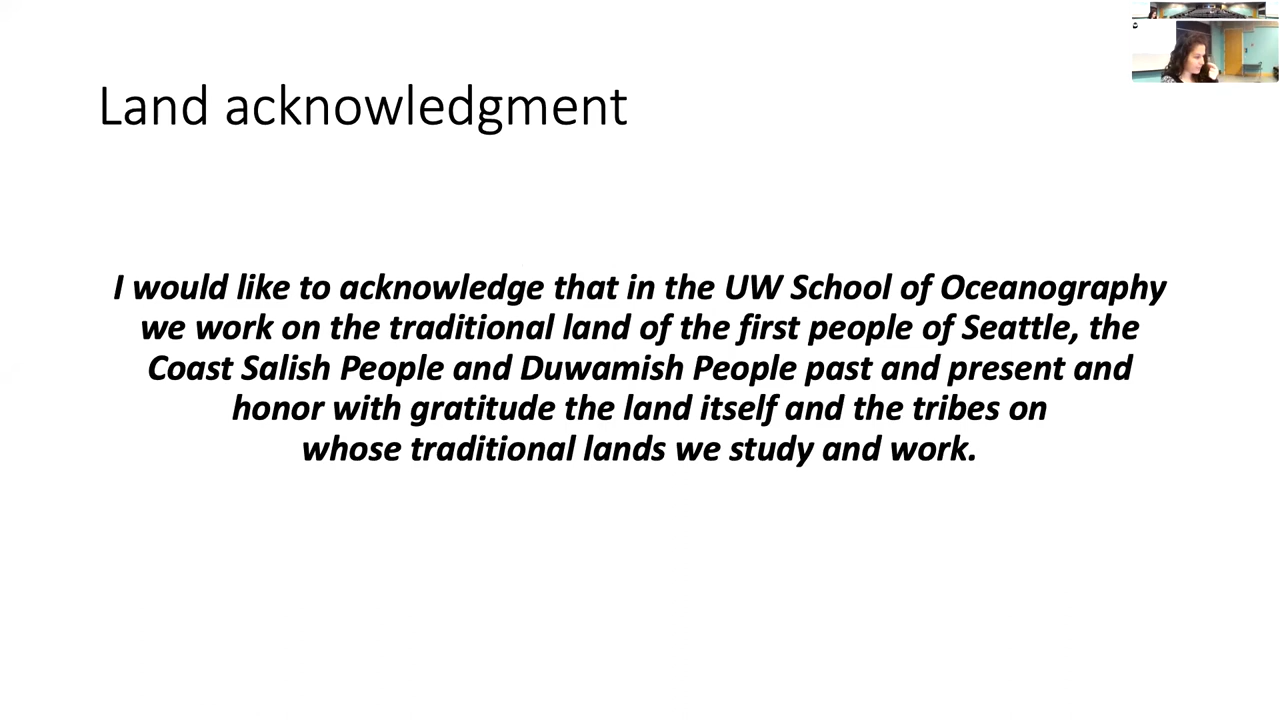 Land acknowledgment
I would like to acknowledge that in the UW School of Oceanography
we work on the traditional land of the first people of Seattle, the
Coast Salish People and Duwamish People past and present and
honor with gratitude the land itself and the tribes on
whose traditional lands we study and work.